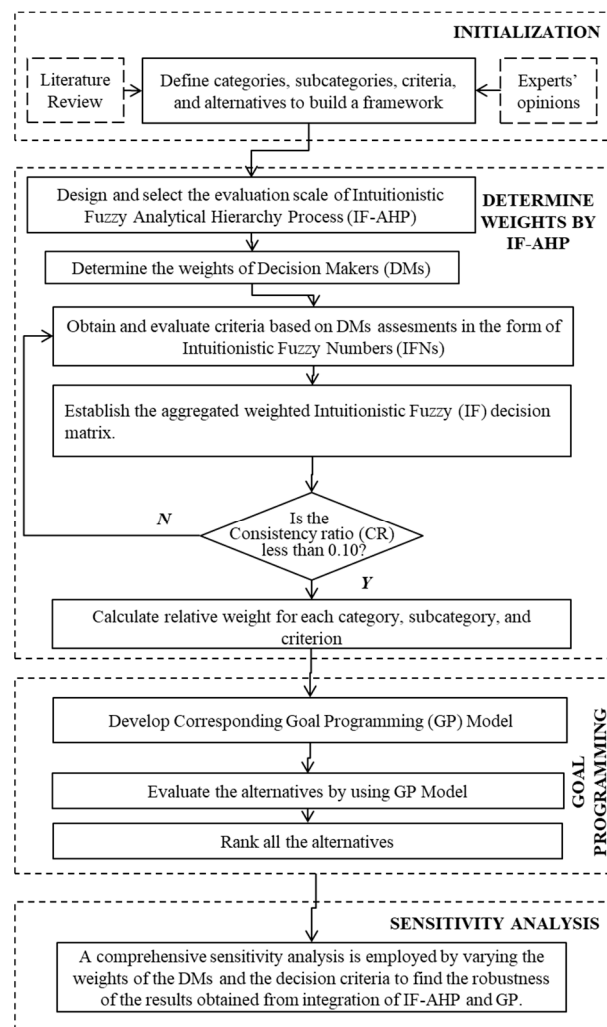 INITIALIZATION
Literature
Review
Define categories, subcategories, criteria,
and alternatives to build a framework
Experts'
opinions
Design and select the evaluation scale of Intuitionistic
Fuzzy Analytical Hierarchy Process (IF-AHP)
DETERMINE
WEIGHTS BY
IF-AHP
Determine the weights of Decision Makers (DMs)
Obtain and evaluate criteria based on DMs assesments in the form of
Intuitionistic Fuzzy Numbers (IFNs)
Establish the aggregated weighted Intuitionistic Fuzzy (IF) decision
matrix.
N
Is the
Consistency ratio (CR)
less than 0.10?
Y
Calculate relative weight for each category, subcategory, and
criterion
Develop Corresponding Goal Programming (GP) Model
Evaluate the alternatives by using GP Model
Rank all the alternatives
GOAL
PROGRAMMING
SENSITIVITY ANALYSIS
A comprehensive sensitivity analysis is employed by varying the
weights of the DMs and the decision criteria to find the robustness
of the results obtained from integration of IF-AHP and GP.